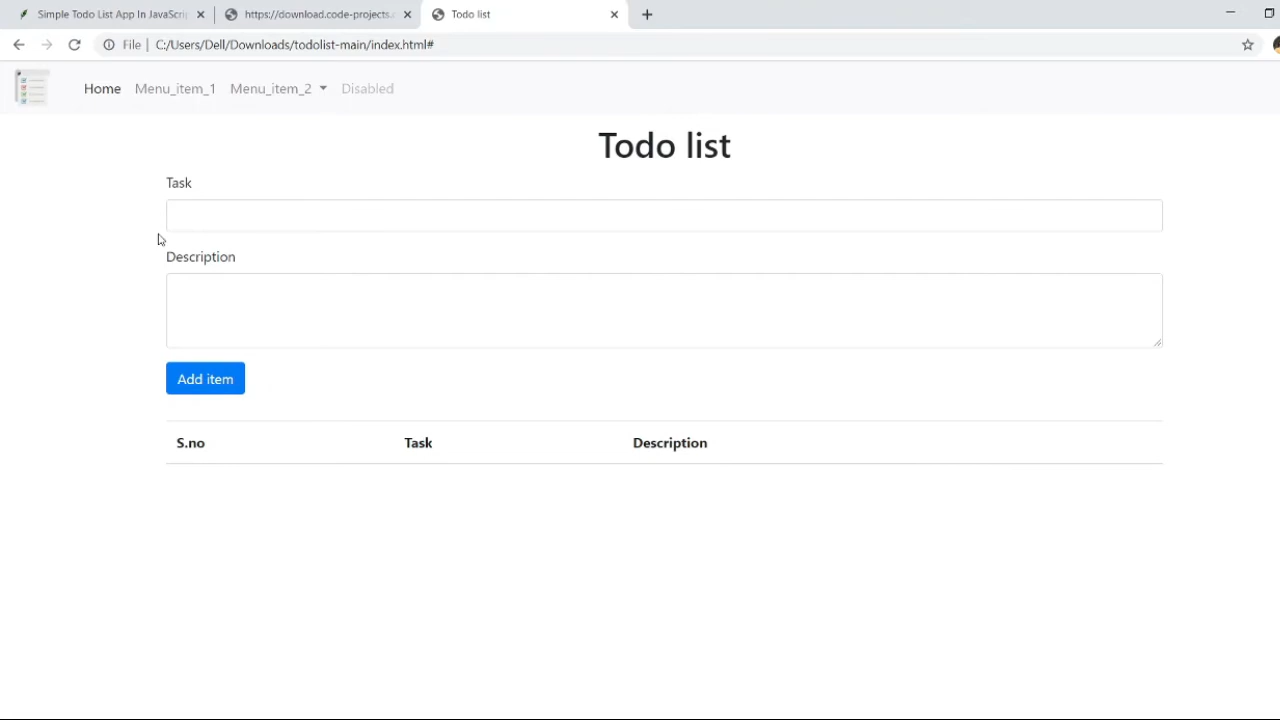 Simple Todo List App In JavaScri
https://download.code-projects.
Todo list
File
C:/Users/Dell/Downloads/todolist-main/index.html#
Home Menu_item_1 Menu_item_2 Disabled
Todo list
Task
Description
Add item
S.no Task Description